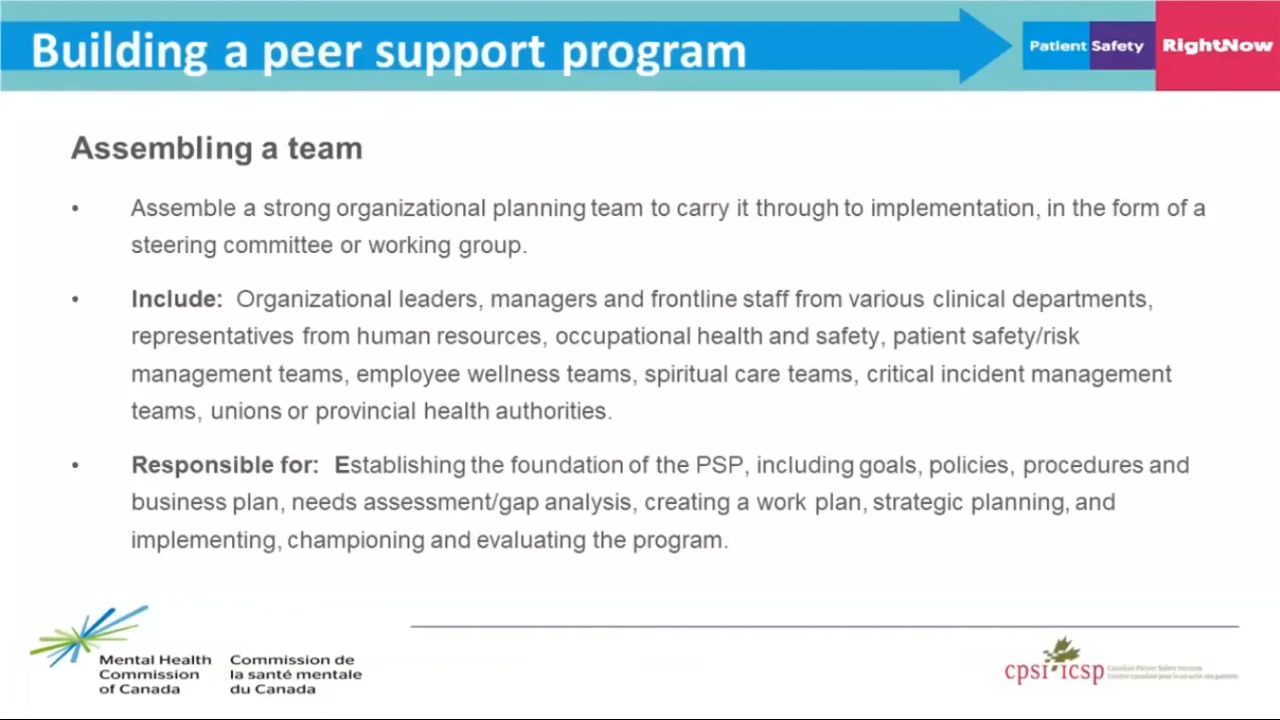 Building a peer support program
Patient Safety RightNow
Assembling a team
• Assemble a strong organizational planning team to carry it through to implementation, in the form of a
steering committee or working group.
• Include: Organizational leaders, managers and frontline staff from various clinical departments,
representatives from human resources, occupational health and safety, patient safety/risk
management teams, employee wellness teams, spiritual care teams, critical incident management
teams, unions or provincial health authorities.
• Responsible for: Establishing the foundation of the PSP, including goals, policies, procedures and
business plan, needs assessment/gap analysis, creating a work plan, strategic planning, and
implementing, championing and evaluating the program.
Mental Health
Commission
of Canada
Commission de
la santé mentale
du Canada
cpsi icsp
Canadian Patient Safety Institute